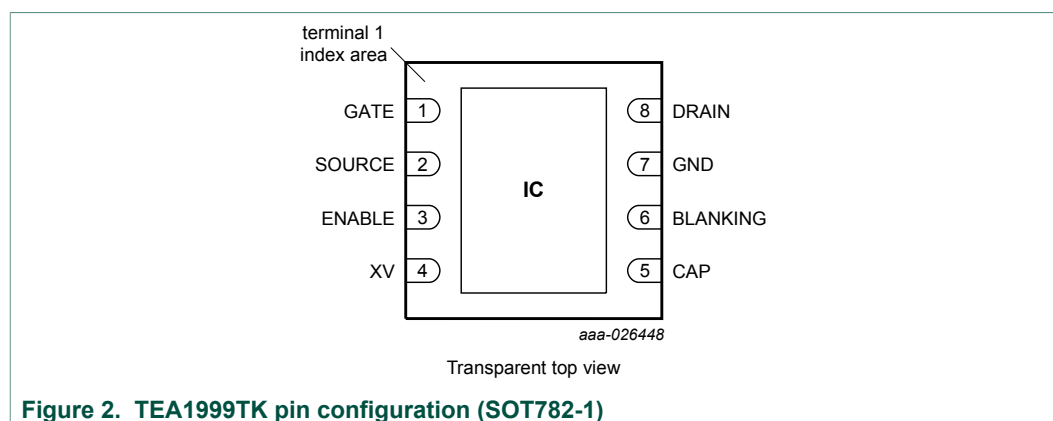 terminal 1
index area
GATE 1
8 DRAIN
SOURCE 2
7 GND
IC
ENABLE 3
6 BLANKING
XV 4
5 CAP
aaa-026448
Transparent top view
Figure 2. TEA1999TK pin configuration (SOT782-1)